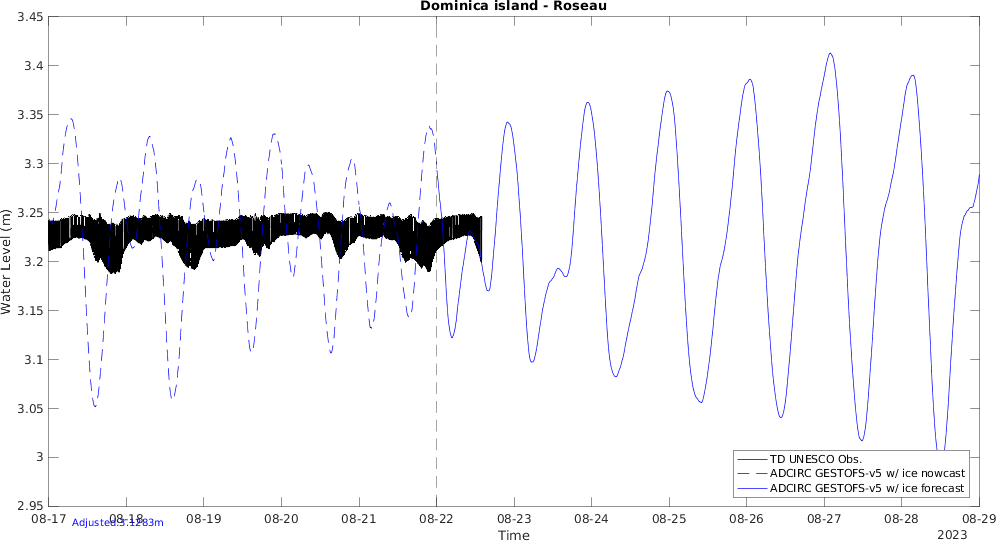 Dominica island - Roseau
3.45
3.4
3.35
3.3
3.25
3.2
3.15
3.1
3.05
3
2.95
Water Level (m)
TD UNESCO Obs.
ADCIRC GESTOFS-v5 w/ ice nowcast
ADCIRC GESTOFS-v5 w/ ice forecast
08-17 08-18 08-19 08-20 08-21 08-22 08-23 08-24 08-25 08-26 08-27 08-28 08-29
Adjusted:3.1283m
Time
2023